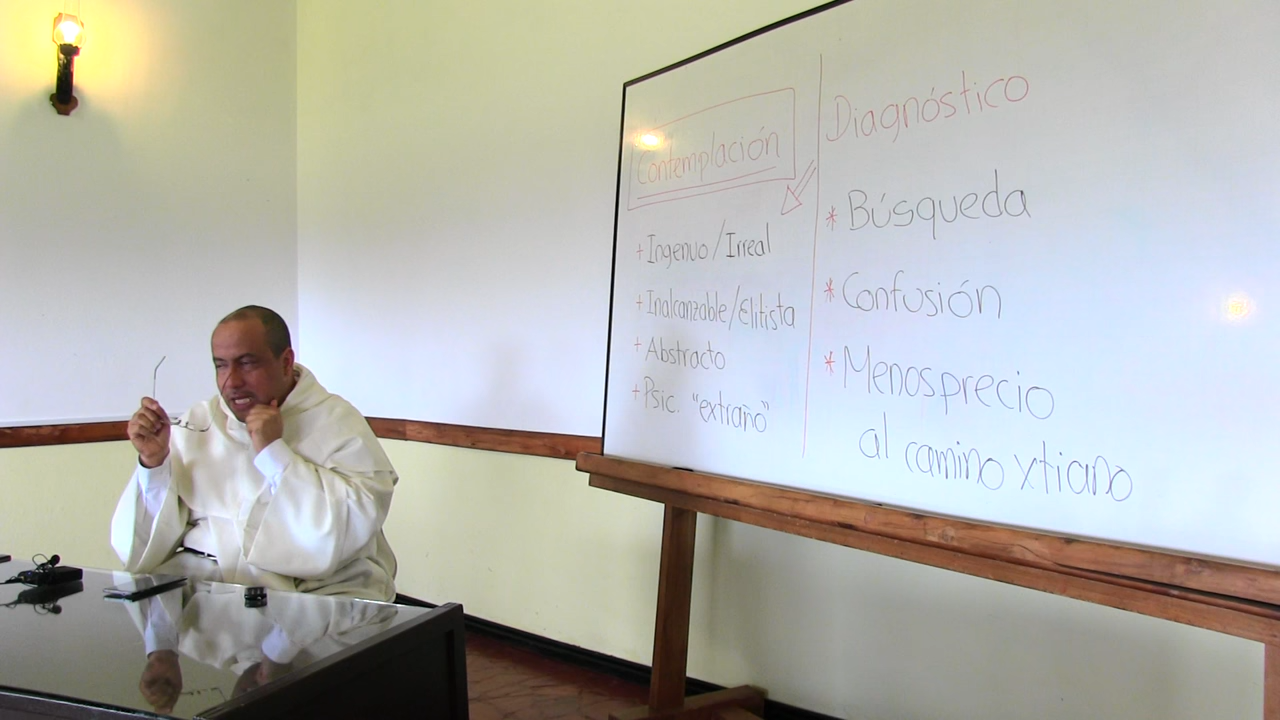 Contemplación
+ Ingenuo / Irreal
+ Inalcanzable/Elitista
+ Abstracto
+ Psic. "extraño"
Diagnóstico
* Búsqueda
* Confusión
* Menosprecio
al camino xtiano